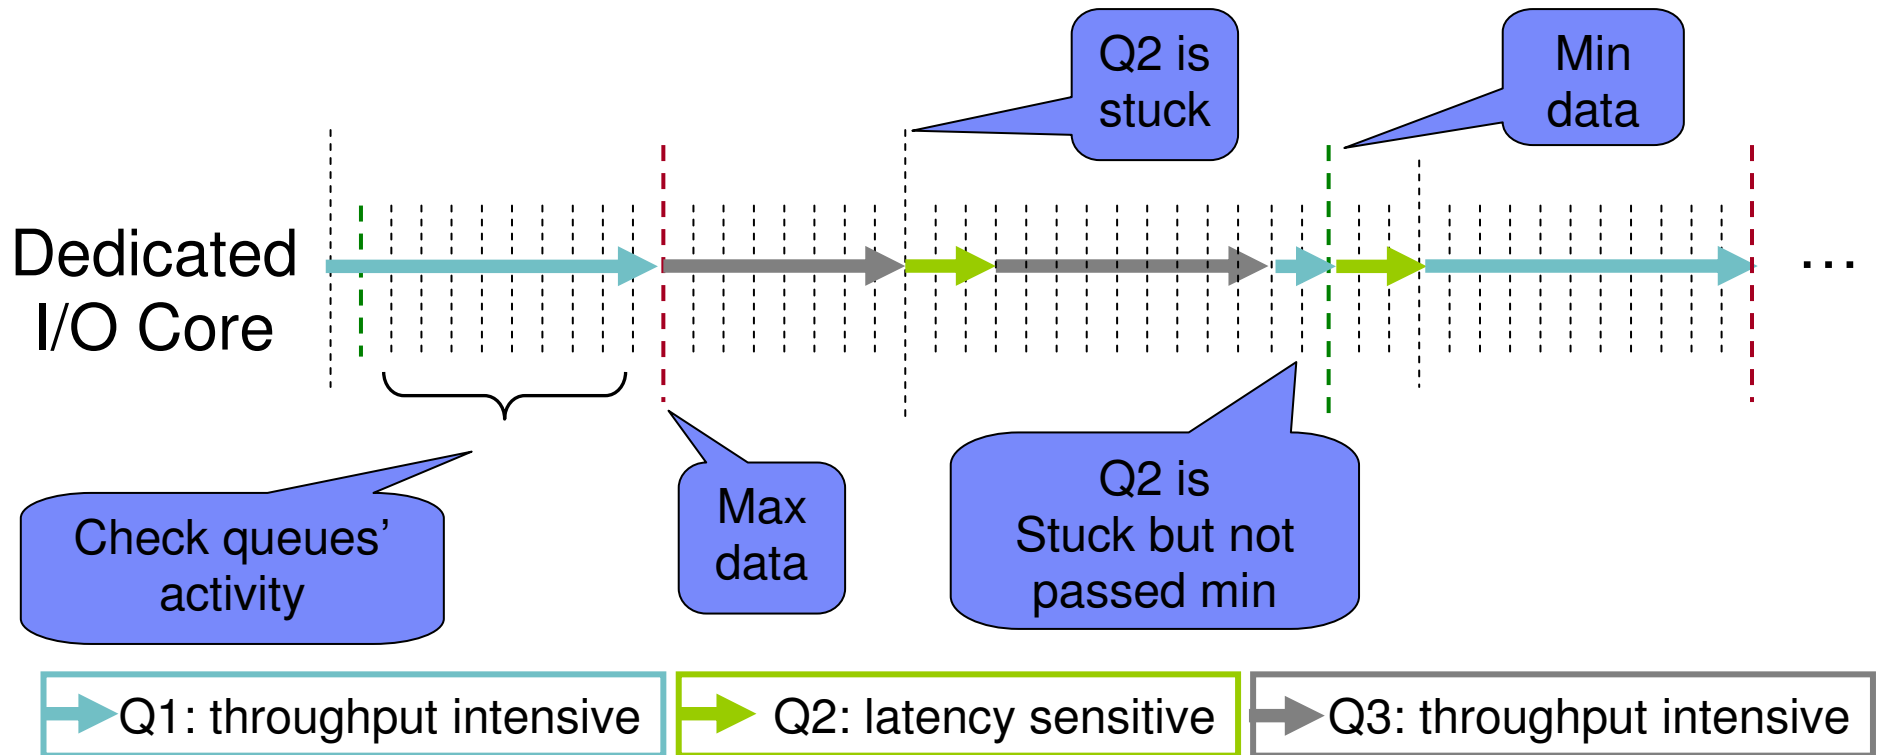 Q2 is
stuck
Min
data
Dedicated
I/O Core
...
Check queues’
activity
Max
data
Q2 is
Stuck but not
passed min
Q1: throughput intensive
Q2: latency sensitive
Q3: throughput intensive